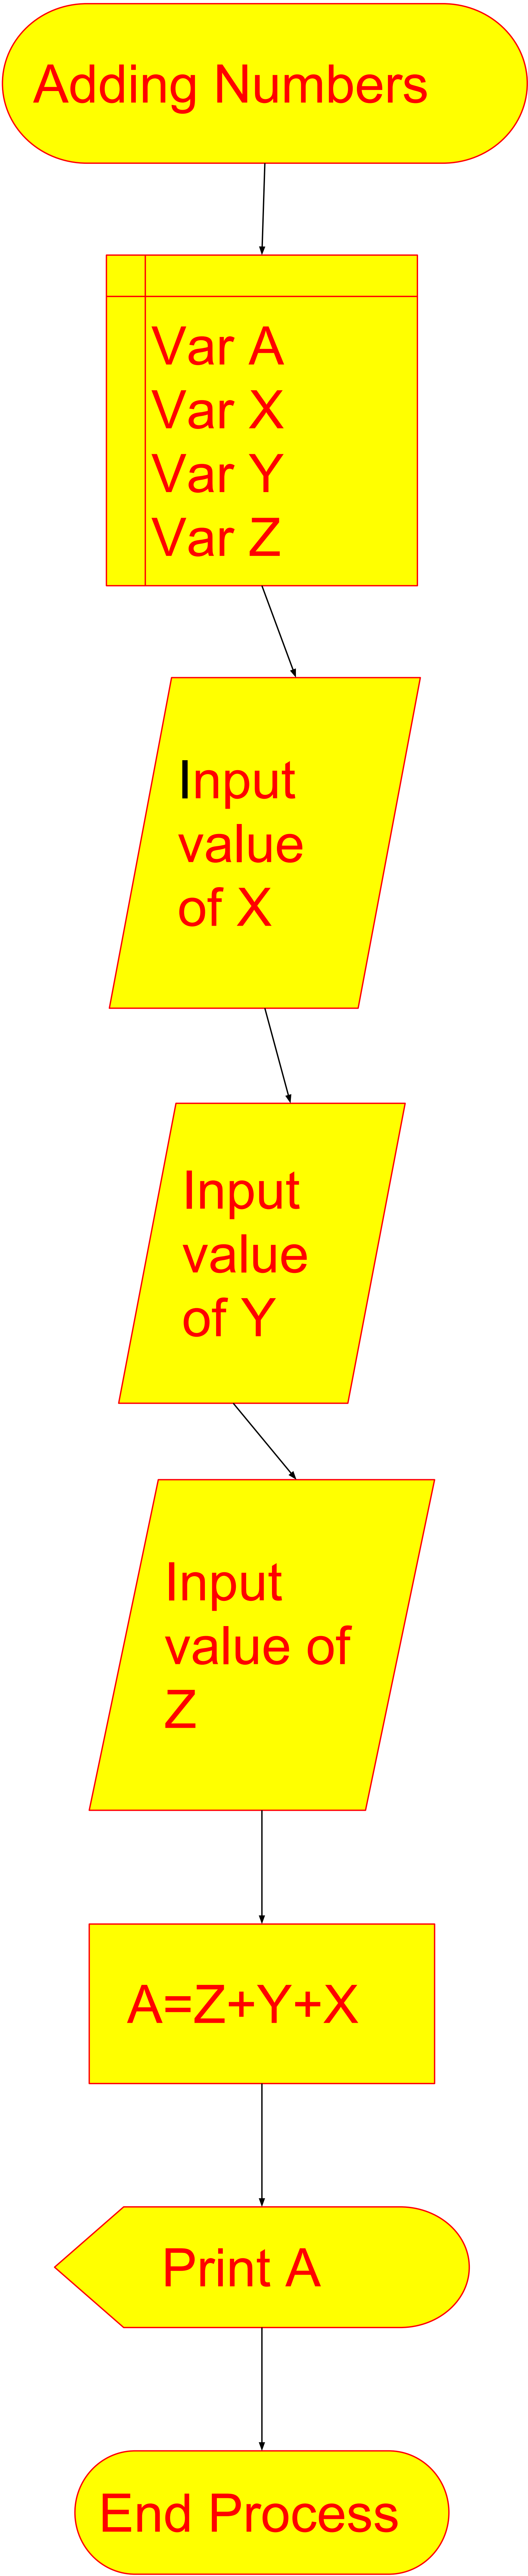 Adding Numbers
Var A
Var X
Var Y
Var Z
Input
value
of X
Input
value
of Y
Input
value of
Z
A=Z+Y+X
Print A
End Process